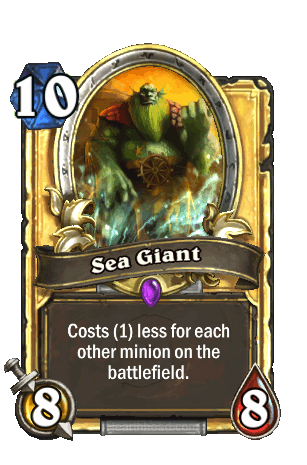 10
Sea Giant
Costs (1) less for each
other minion on the
battlefield.
8
8